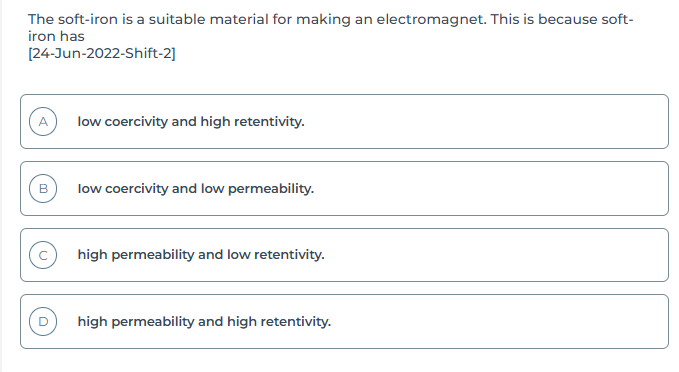 The soft-iron is a suitable material for making an electromagnet. This is because soft-
iron has
[24-Jun-2022-Shift-2]
A low coercivity and high retentivity.
B low coercivity and low permeability.
C high permeability and low retentivity.
D high permeability and high retentivity.